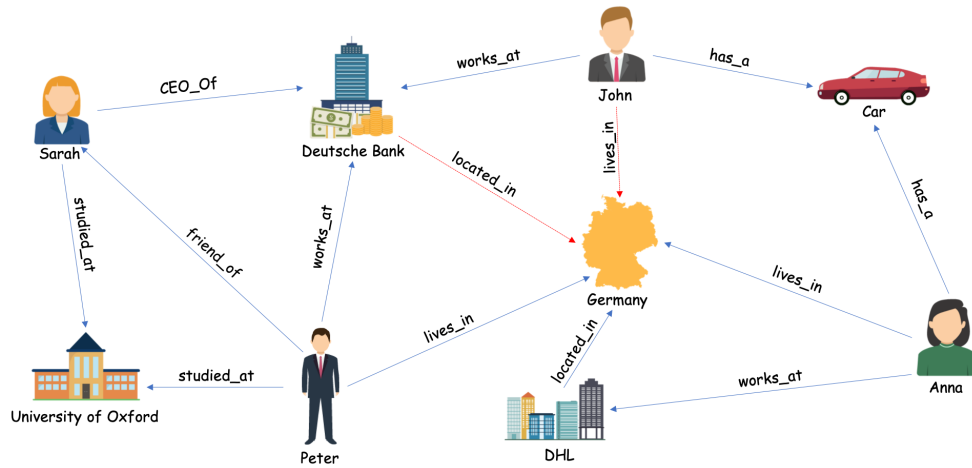 works_at
has_a
CEO_Of
John
Car
Sarah
Deutsche Bank
located_in
lives_in
studied_at
friend_of
works_at
has_a
lives_in
Germany
lives_in
located_in
studied_at
works_at
Anna
University of Oxford
Peter
DHL